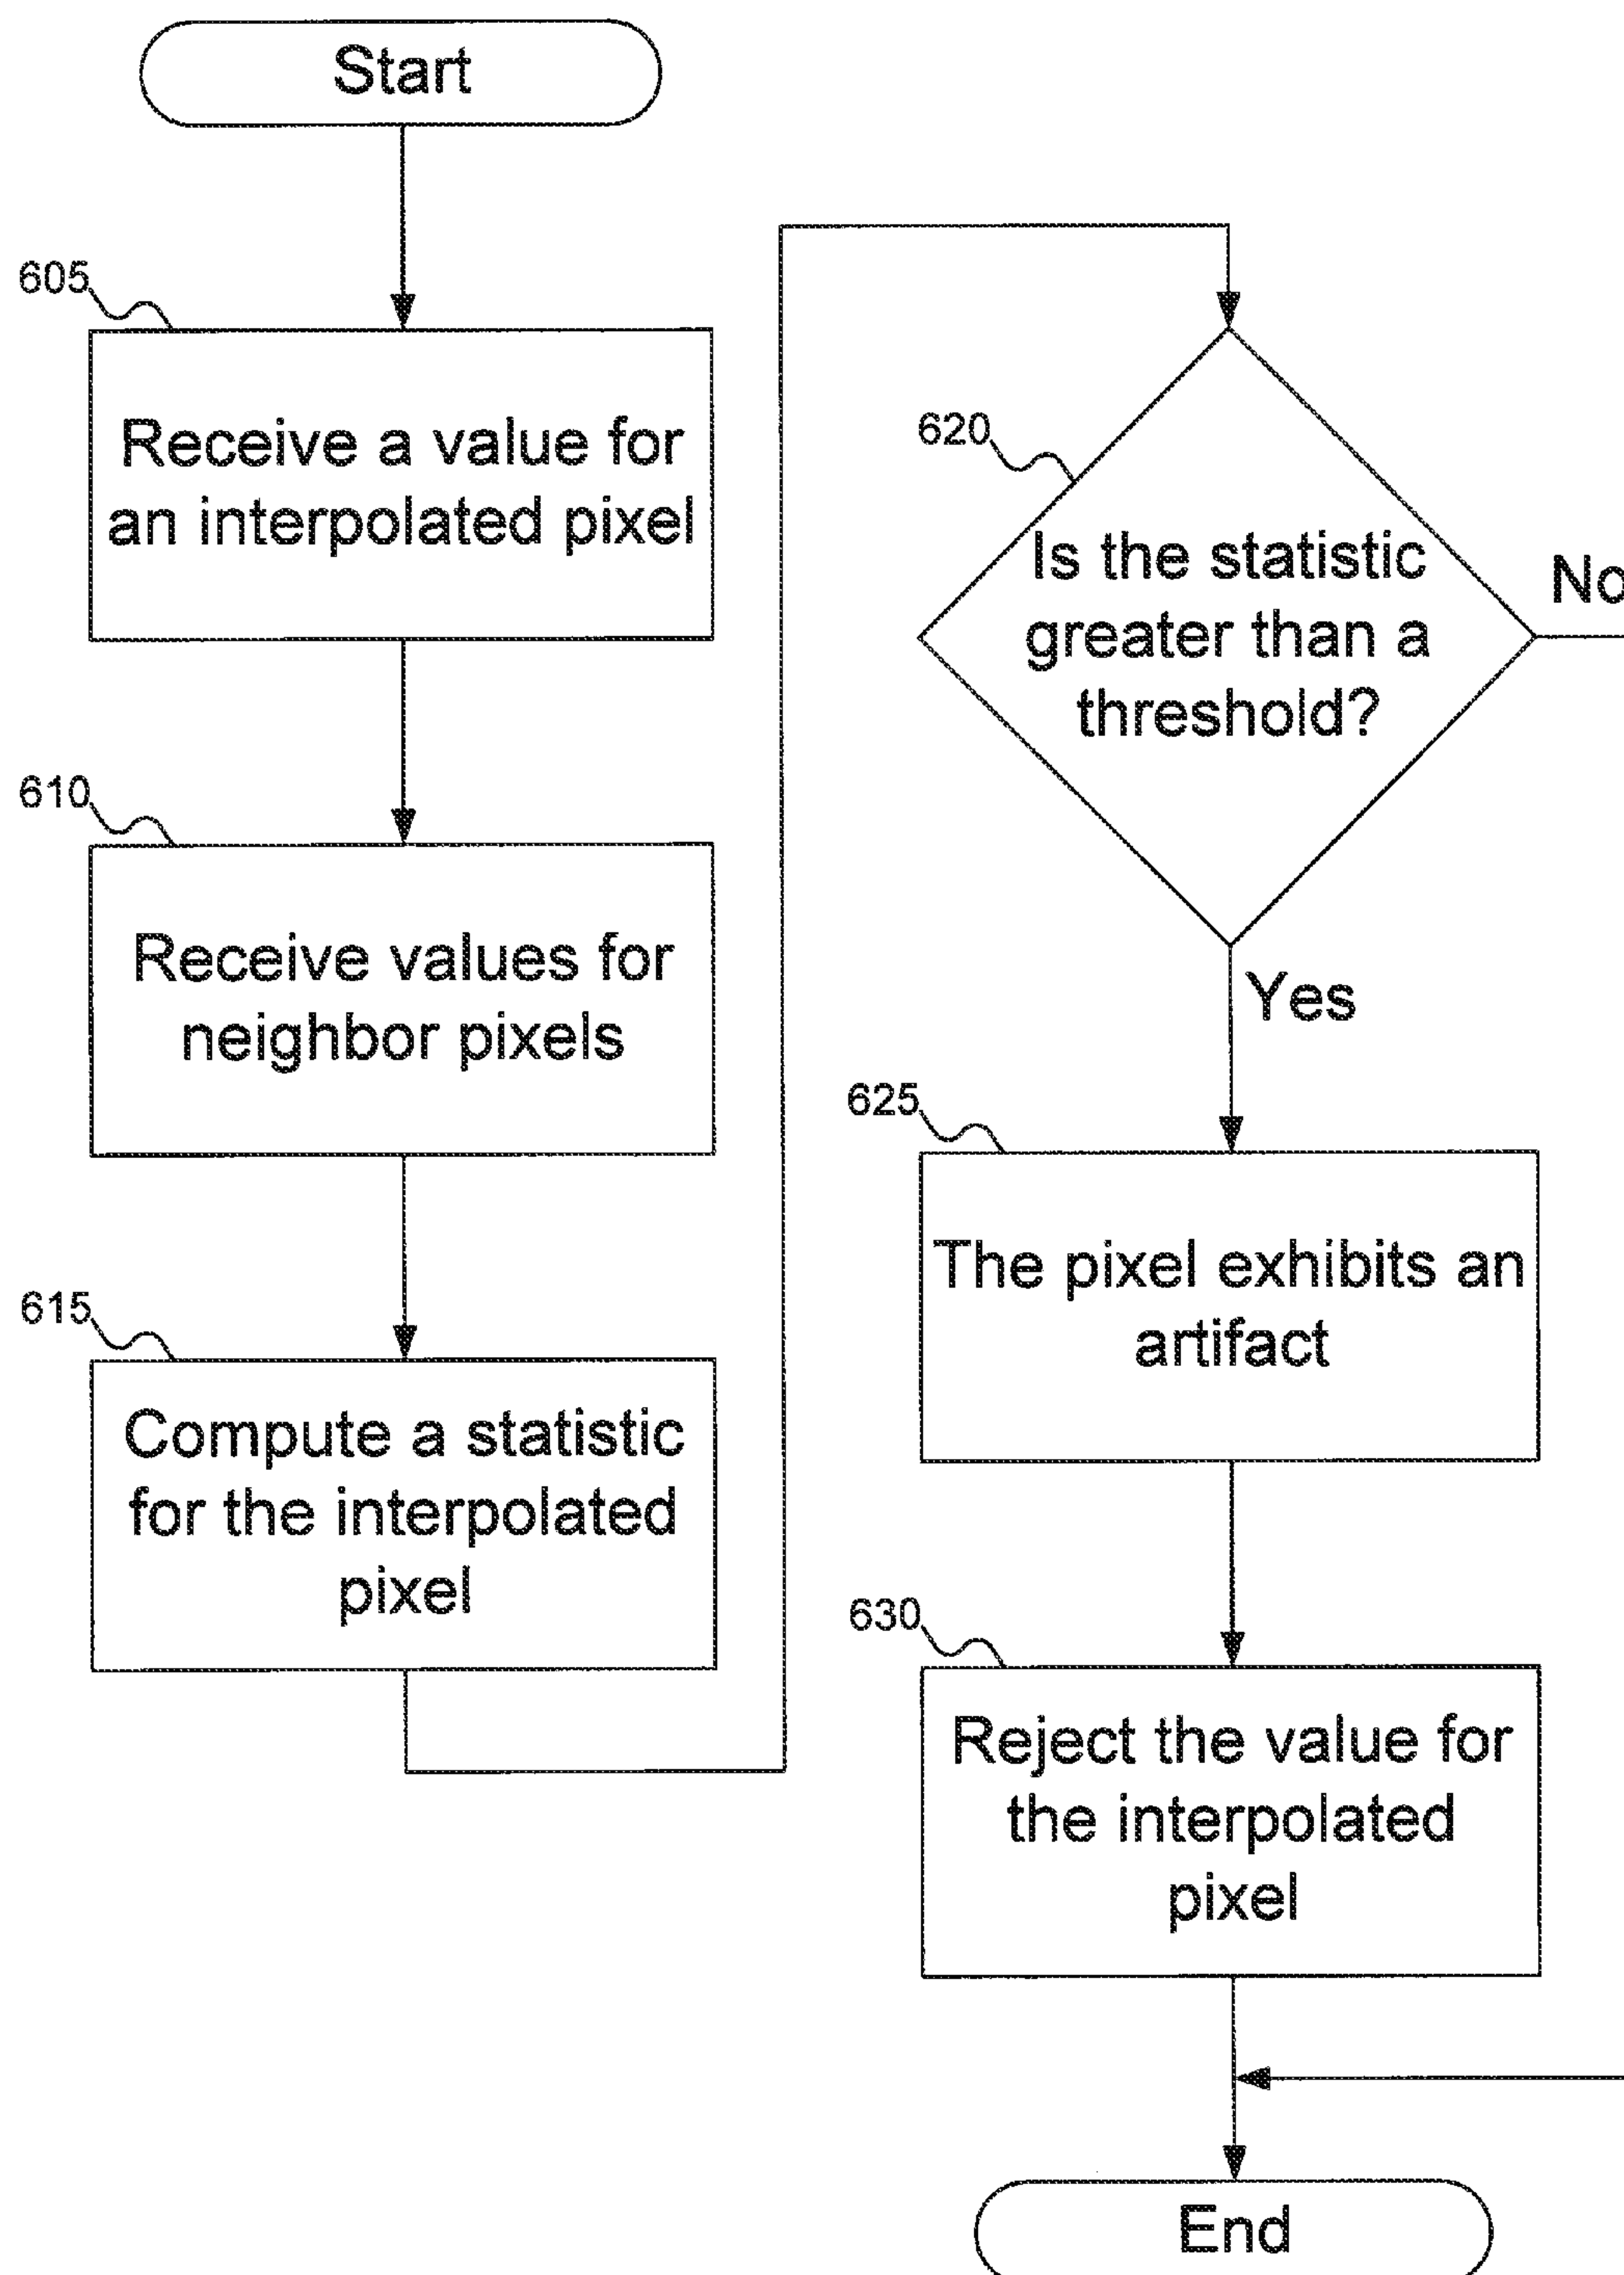 Start
605
Receive a value for
an interpolated pixel
610
Receive values for
neighbor pixels
615
Compute a statistic
for the interpolated
pixel
620
Is the statistic
greater than a
threshold?
No
Yes
625
The pixel exhibits an
artifact
630
Reject the value for
the interpolated
pixel
End